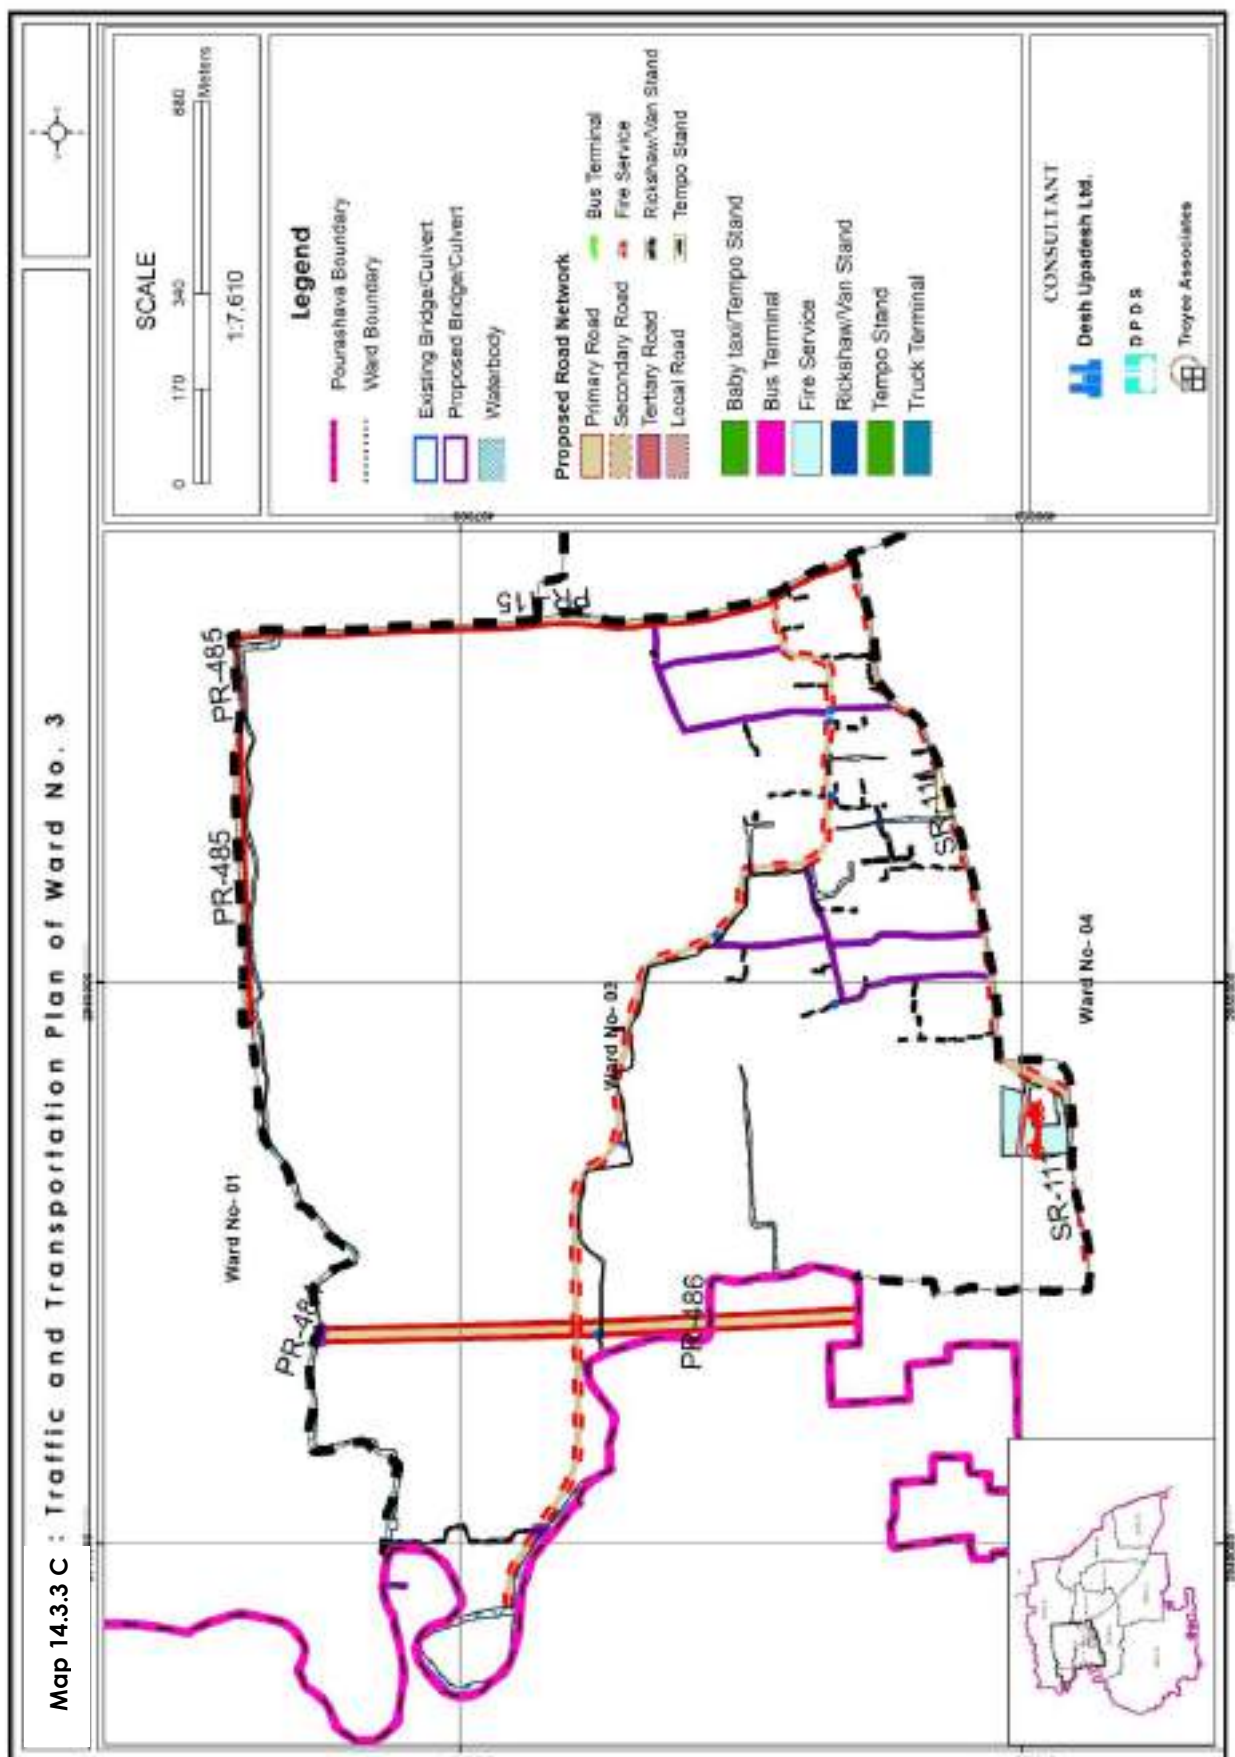 Map 14.3.3 C : Traffic and Transportation Plan of Ward No. 3
SCALE
0 170 340 680
Meters
1:7,610
Legend
Pourashava Boundary
Ward Boundary
Existing Bridge/Culvert
Proposed Bridge/Culvert
Waterbody
Proposed Road Network
Primary Road
Secondary Road
Tertiary Road
Local Road
Bus Terminal
Fire Service
Rickshaw/Van Stand
Tempo Stand
Baby taxi/Tempo Stand
Bus Terminal
Fire Service
Rickshaw/Van Stand
Tempo Stand
Truck Terminal
CONSULTANT
Desh Upadesh Ltd.
D P D S
Troyee Associates
PR-485
PR-485
PR-48
PR-486
SR-11
SR-11
Ward No- 01
Ward No- 03
Ward No- 04